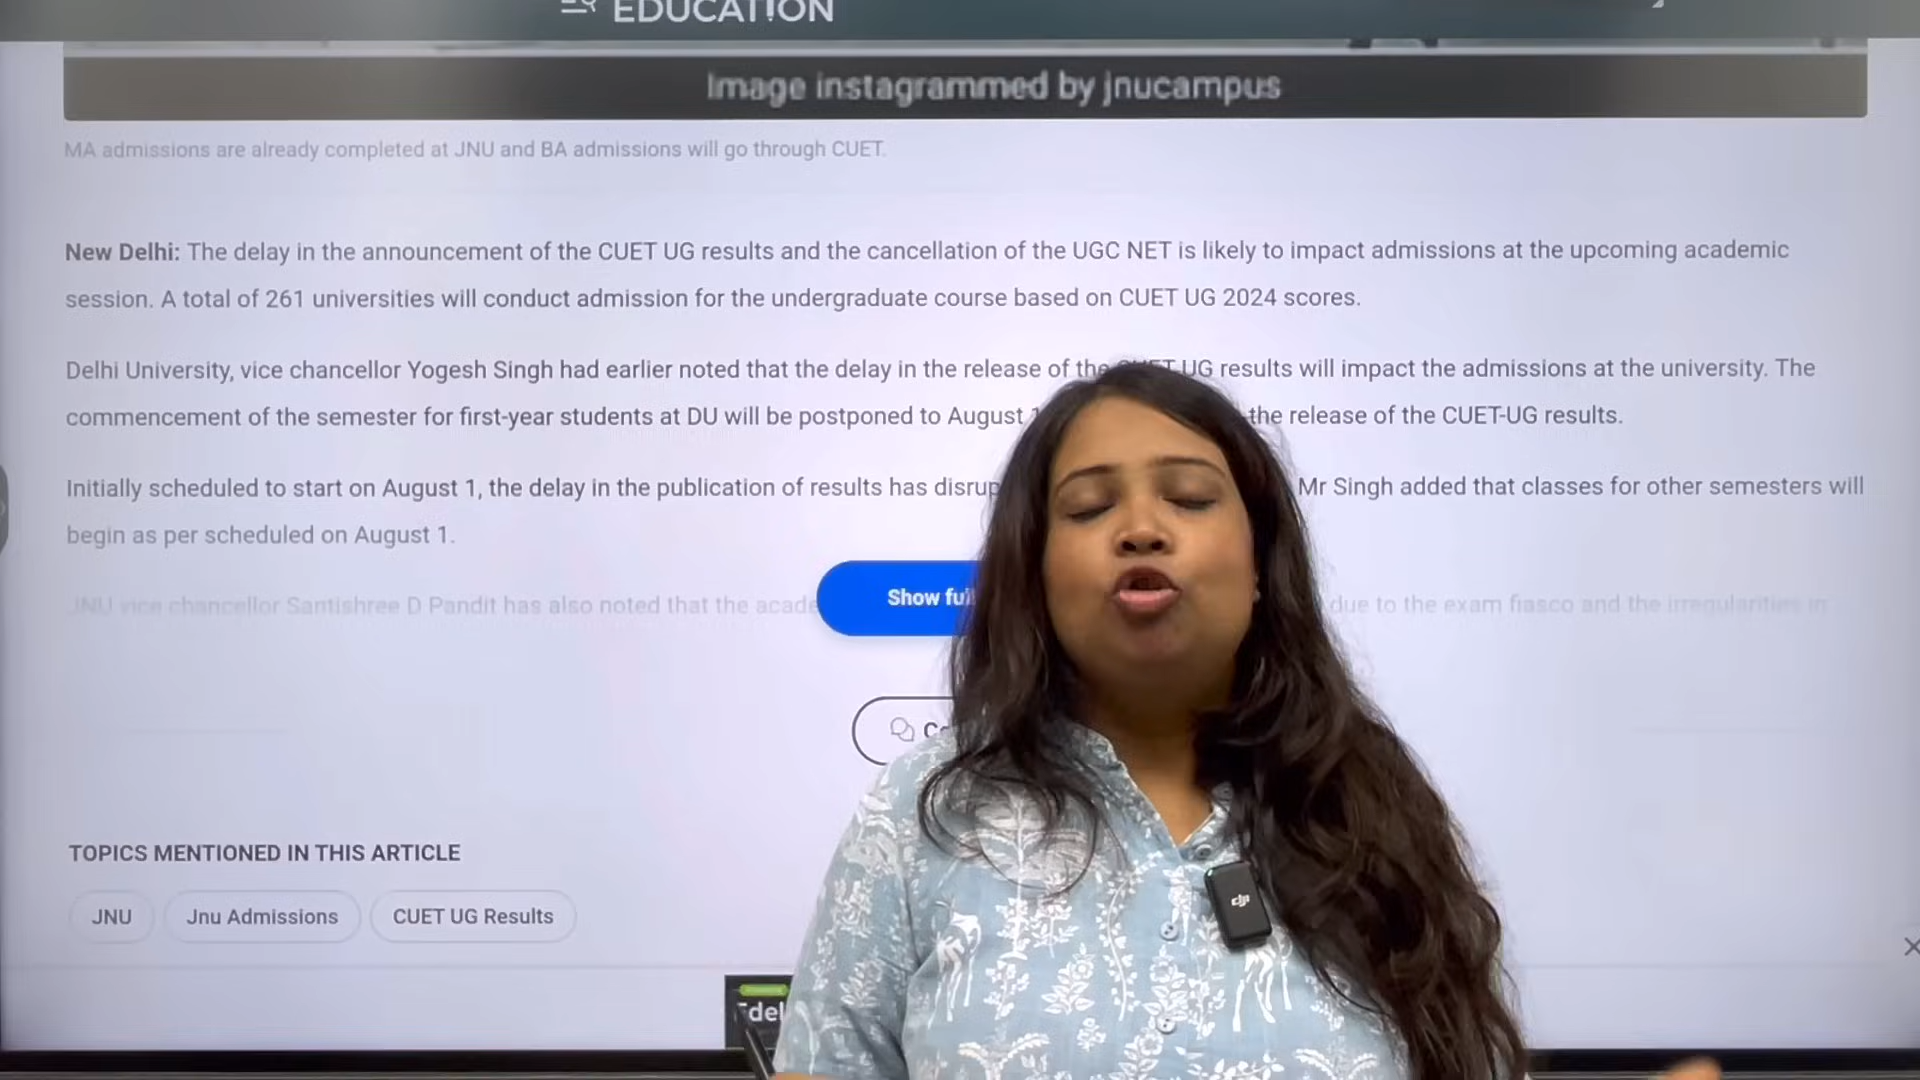 EDUCATION
Image instagrammed by jnucampus
MA admissions are already completed at JNU and BA admissions will go through CUET.
New Delhi: The delay in the announcement of the CUET UG results and the cancellation of the UGC NET is likely to impact admissions at the upcoming academic
session. A total of 261 universities will conduct admission for the undergraduate course based on CUET UG 2024 scores.
Delhi University, vice chancellor Yogesh Singh had earlier noted that the delay in the release of the CUET UG results will impact the admissions at the university. The
commencement of the semester for first-year students at DU will be postponed to August the release of the CUET-UG results.
Initially scheduled to start on August 1, the delay in the publication of results has disrup Mr Singh added that classes for other semesters will
begin as per scheduled on August 1.
JNU vice chancellor Santishree D Pandit has also noted that the acade due to the exam fiasco and the irregularities in
Show full
TOPICS MENTIONED IN THIS ARTICLE
JNU
Jnu Admissions
CUET UG Results
dji